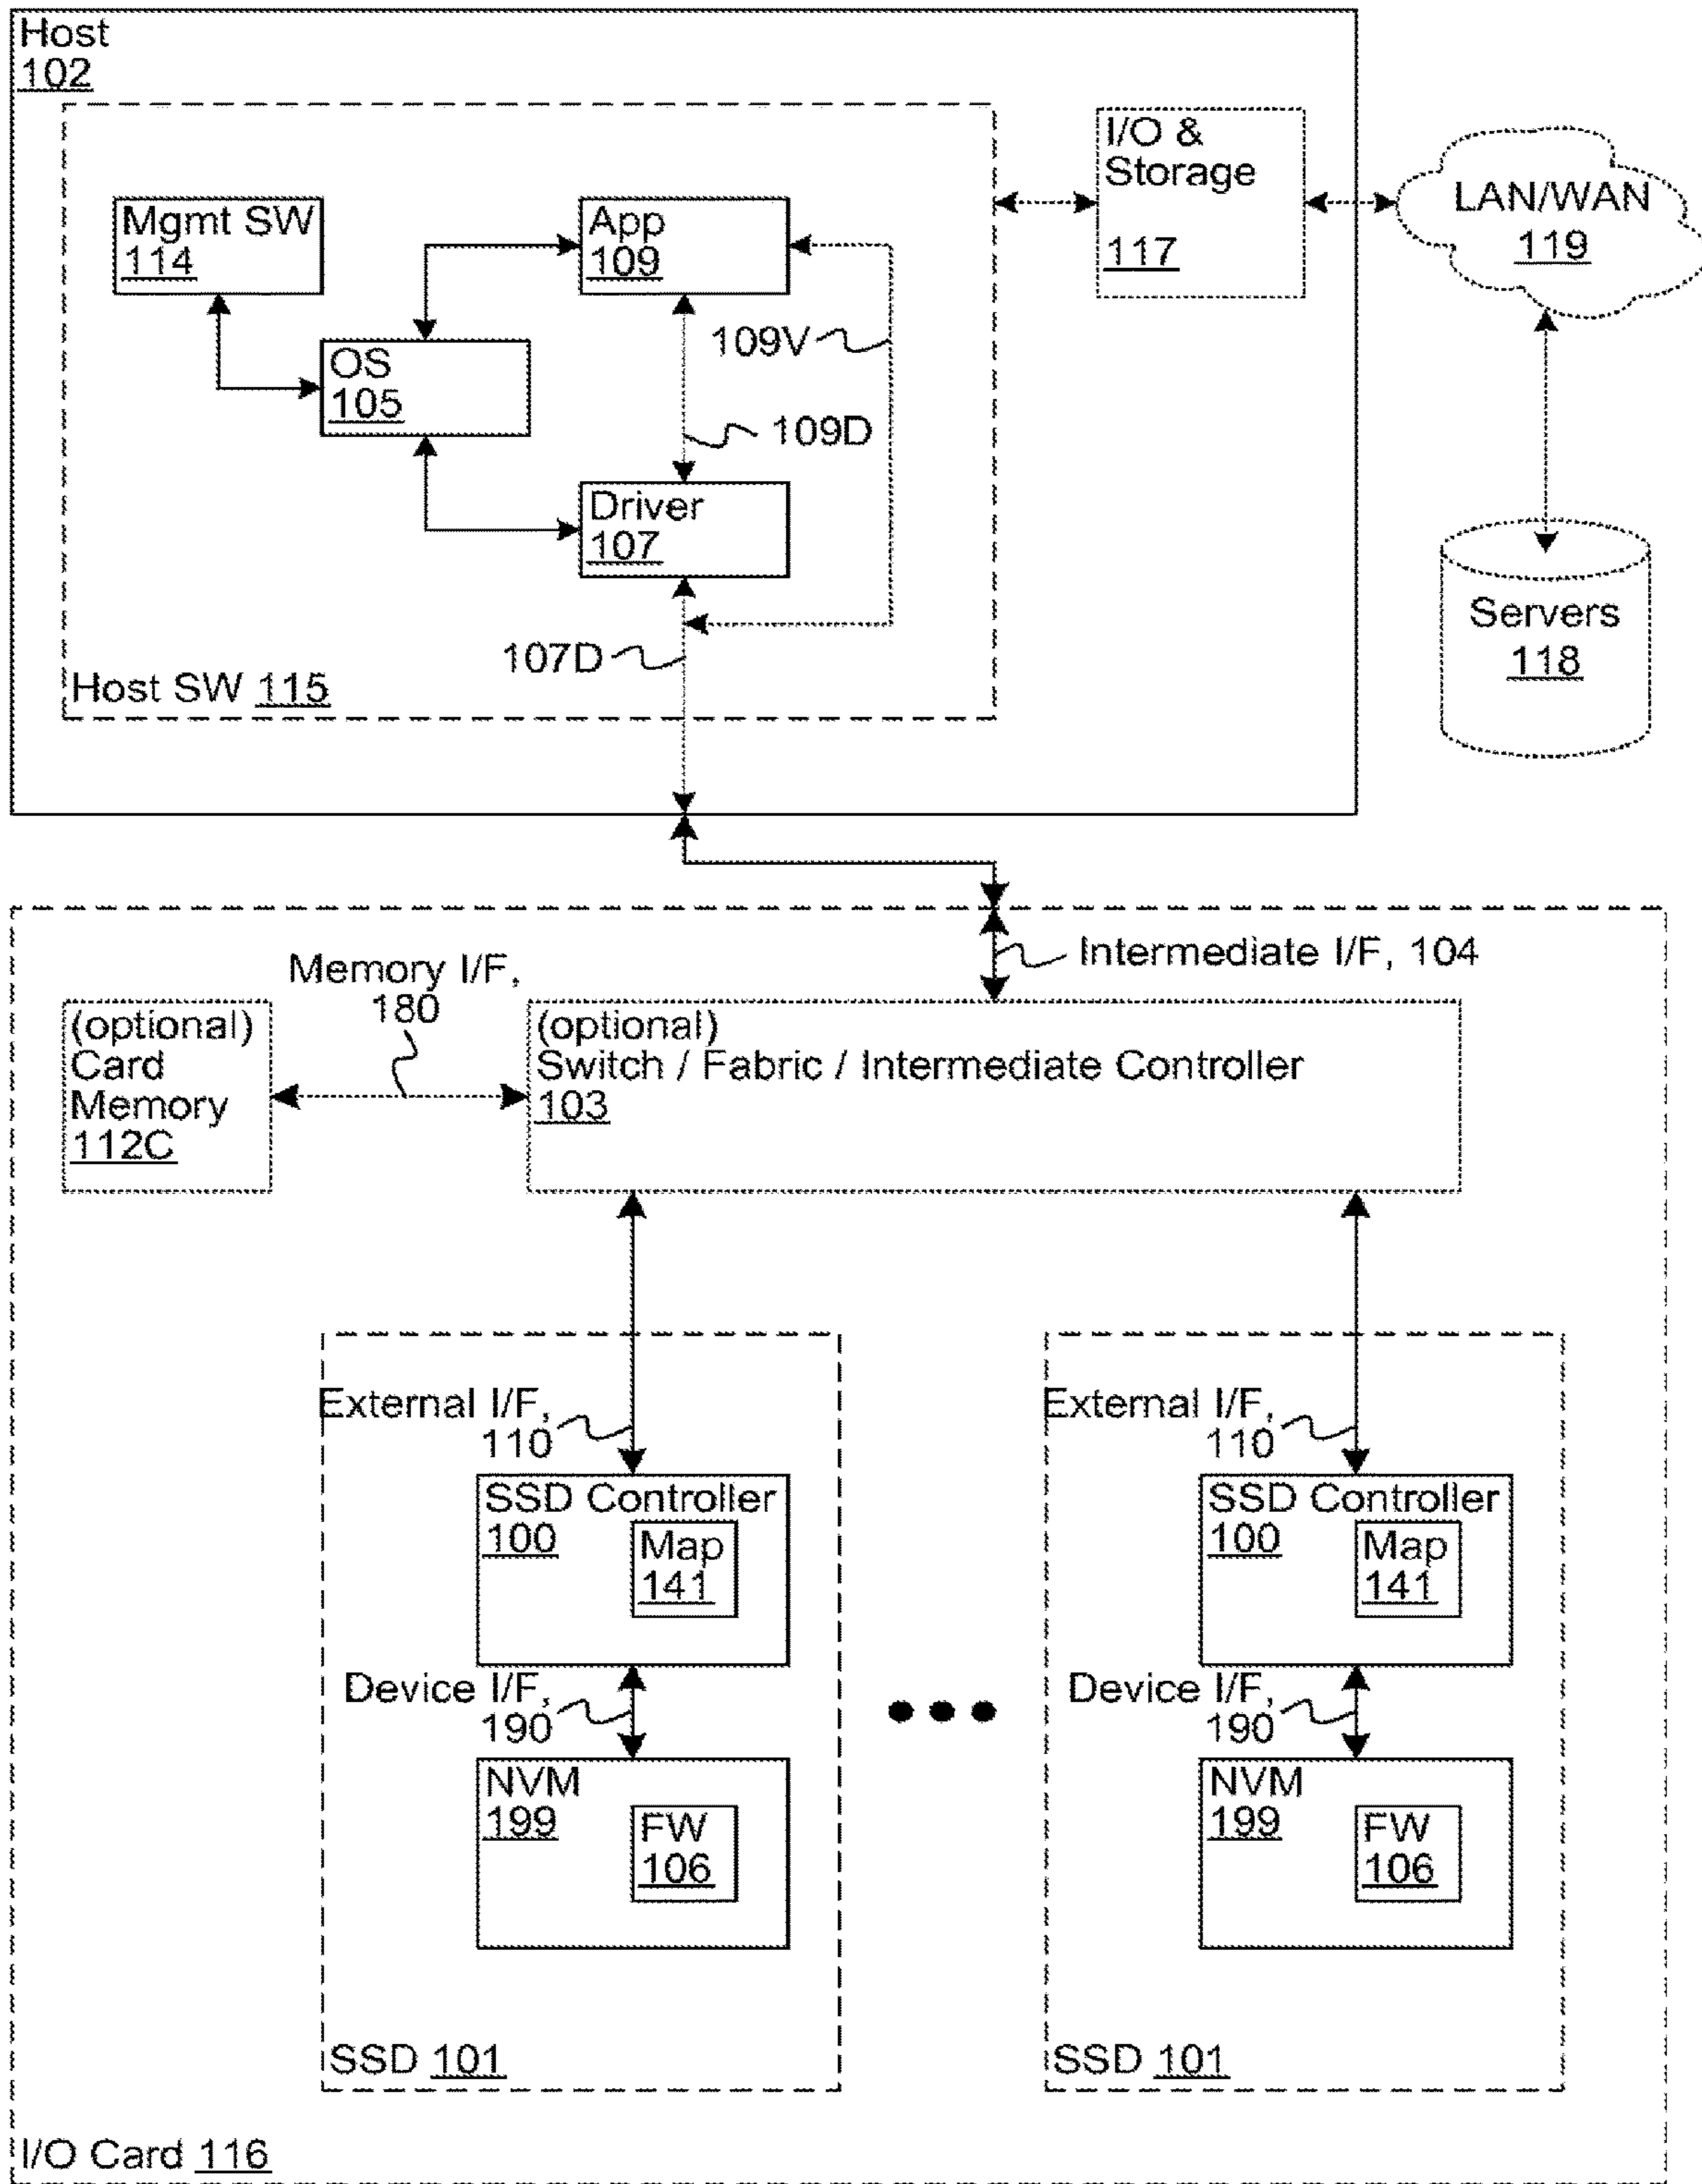 Host
102
I/O &
Storage
117
LAN/WAN
119
Mgmt SW
114
App
109
109V
OS
105
109D
Driver
107
Servers
118
107D
Host SW 115
Intermediate I/F, 104
Memory I/F,
180
(optional)
Card
Memory
112C
(optional)
Switch / Fabric / Intermediate Controller
103
External I/F,
110
SSD Controller
100
Map
141
Device I/F,
190
NVM
199
FW
106
SSD 101
External I/F,
110
SSD Controller
100
Map
141
Device I/F,
190
NVM
199
FW
106
SSD 101
I/O Card 116